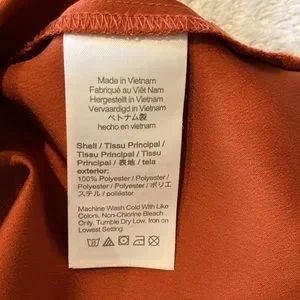 Made in Vietnam
Fabriqué au Viêt Nam
Hergestellt in Vietnam
Vervaardigd in Vietnam
ベトナム製
hecho en vietnam
Shell / Tissu Principal /
Tissu Principal /
Tissu Principal / 表地 / tela
exterior:
100% Polyester / Polyester /
Polyester / Polyester / ポリエ
ステル / poliéster
Machine Wash Cold With Like
Colors, Non-Chlorine Bleach
Only, Tumble Dry Low, Iron on
Lowest Setting.